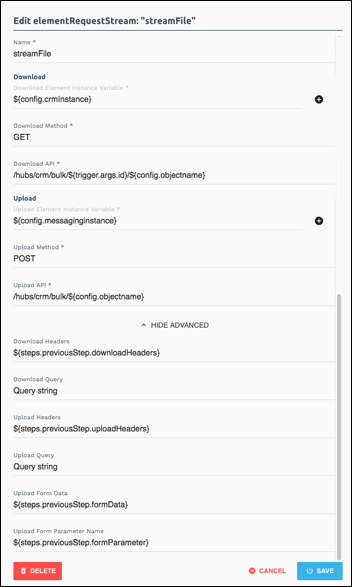 Edit elementRequestStream: "streamFile"
Name *
streamFile
Download
Download Element Instance Variable *
${config.crmInstance}
Download Method *
GET
Download API *
/hubs/crm/bulk/${trigger.args.id}/${config.objectname}
Upload
Upload Element Instance Variable *
${config.messaginginstance}
Upload Method *
POST
Upload API *
/hubs/crm/bulk/${config.objectname}
HIDE ADVANCED
Download Headers
${steps.previousStep.downloadHeaders}
Download Query
Query string
Upload Headers
${steps.previousStep.uploadHeaders}
Upload Query
Query string
Upload Form Data
${steps.previousStep.formData}
Upload Form Parameter Name
${steps.previousStep.formParameter}
DELETE CANCEL SAVE